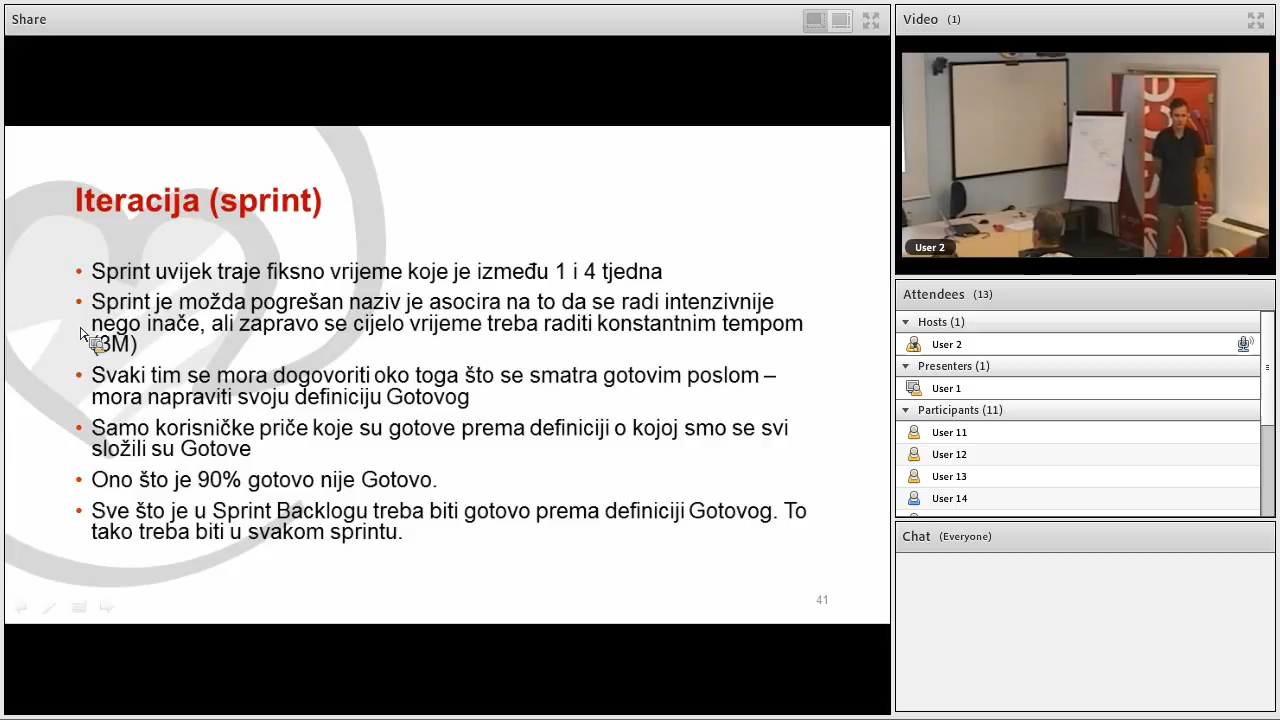 Share
Iteracija (sprint)
• Sprint uvijek traje fiksno vrijeme koje je između 1 i 4 tjedna
• Sprint je možda pogrešan naziv je asocira na to da se radi intenzivnije
nego inače, ali zapravo se cijelo vrijeme treba raditi konstantnim tempom
3M)
• Svaki tim se mora dogovoriti oko toga što se smatra gotovim poslom –
mora napraviti svoju definiciju Gotovog
• Samo korisničke priče koje su gotove prema definiciji o kojoj smo se svi
složili su Gotove
• Ono što je 90% gotovo nije Gotovo.
• Sve što je u Sprint Backlogu treba biti gotovo prema definiciji Gotovog. To
tako treba biti u svakom sprintu.
41
Video (1)
User 2
Attendees (13)
Hosts (1)
User 2
Presenters (1)
User 1
Participants (11)
User 11
User 12
User 13
User 14
Chat (Everyone)